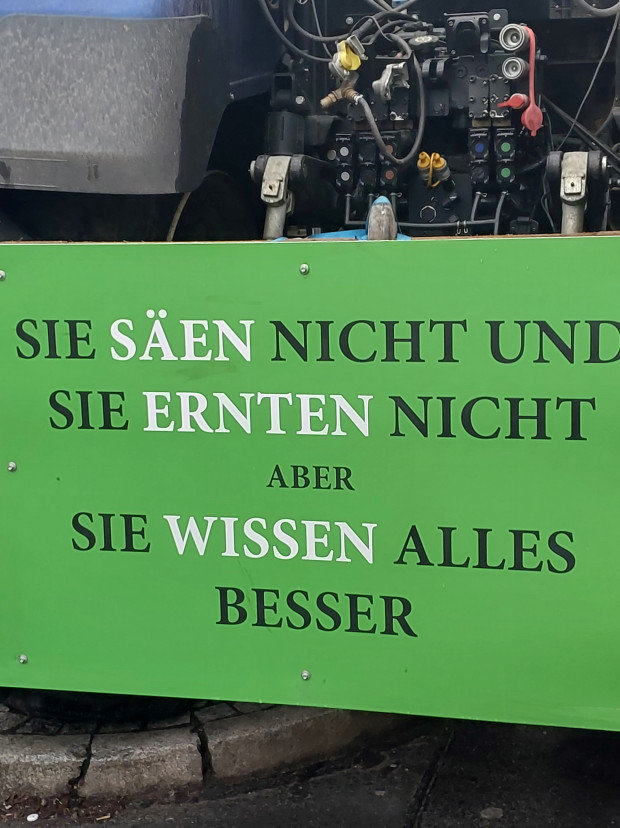 SIE SÄEN NICHT UND
SIE ERNTEN NICHT
ABER
SIE WISSEN ALLES
BESSER